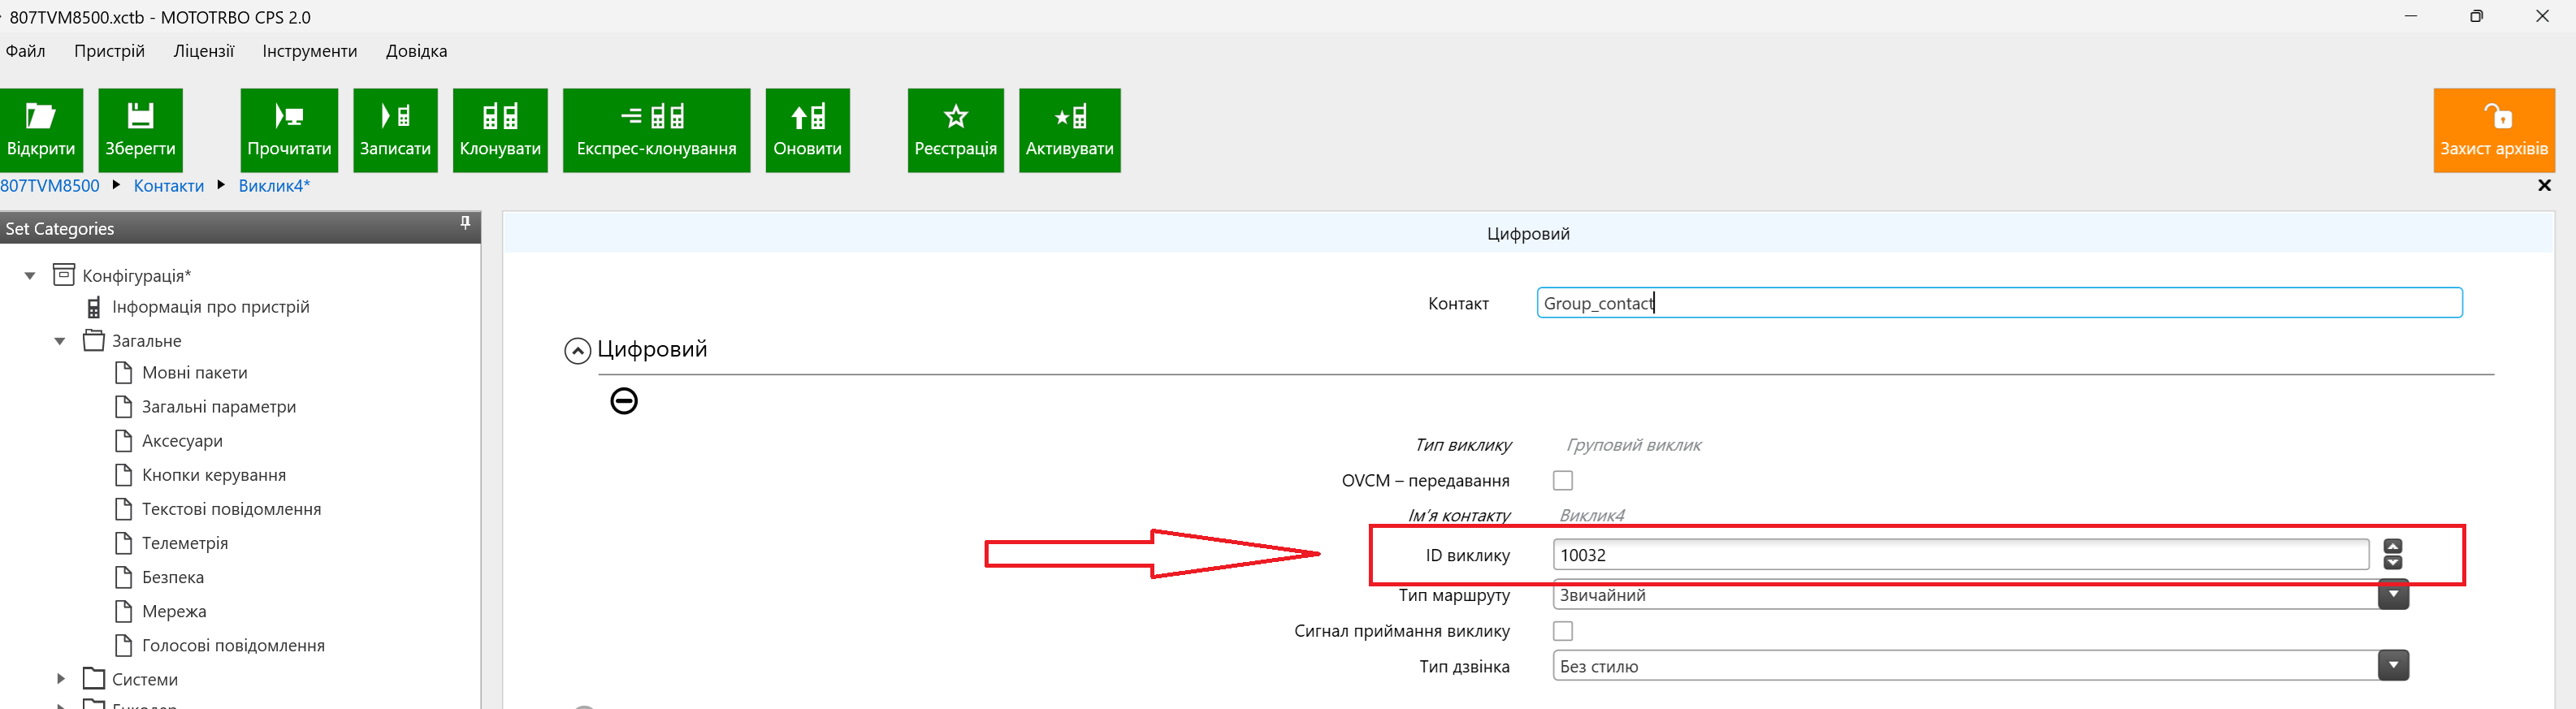 807TVM8500.xctb - MOTOTRBO CPS 2.0
Файл Пристрій Ліцензії Інструменти Довідка
Відкрити Зберегти Прочитати Записати Клонувати Експрес-клонування Оновити Реєстрація Активувати Захист архівів
807TVM8500 Контакти Виклик4*
Set Categories
Конфігурація*
Інформація про пристрій
Загальне
Мовні пакети
Загальні параметри
Аксесуари
Кнопки керування
Текстові повідомлення
Телеметрія
Безпека
Мережа
Голосові повідомлення
Системи
Цифровий
Контакт Group_contact
Цифровий
Тип виклику Груповий виклик
OVCM – передавання
Ім’я контакту Виклик4
ID виклику 10032
Тип маршруту Звичайний
Сигнал приймання виклику
Тип дзвінка Без стилю